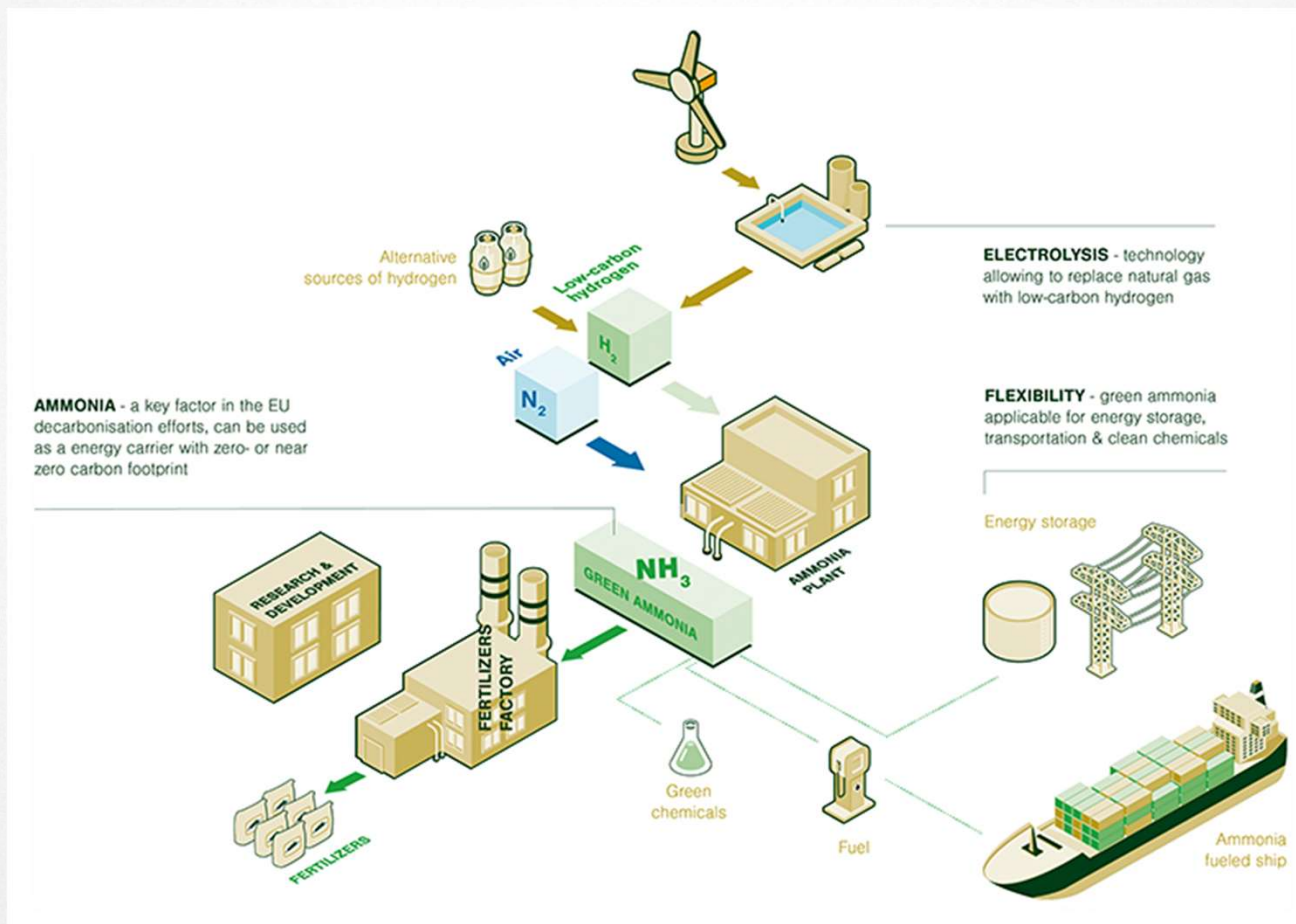 Alternative
sources of hydrogen
Low-carbon
hydrogen
H2
Air
N2
ELECTROLYSIS - technology
allowing to replace natural gas
with low-carbon hydrogen
AMMONIA - a key factor in the EU
decarbonisation efforts, can be used
as a energy carrier with zero- or near
zero carbon footprint
FLEXIBILITY - green ammonia
applicable for energy storage,
transportation & clean chemicals
Energy storage
AMMONIA
PLANT
NH3
GREEN AMMONIA
RESEARCH &
DEVELOPMENT
FERTILIZERS
FACTORY
FERTILIZERS
Green
chemicals
Fuel
Ammonia
fueled ship